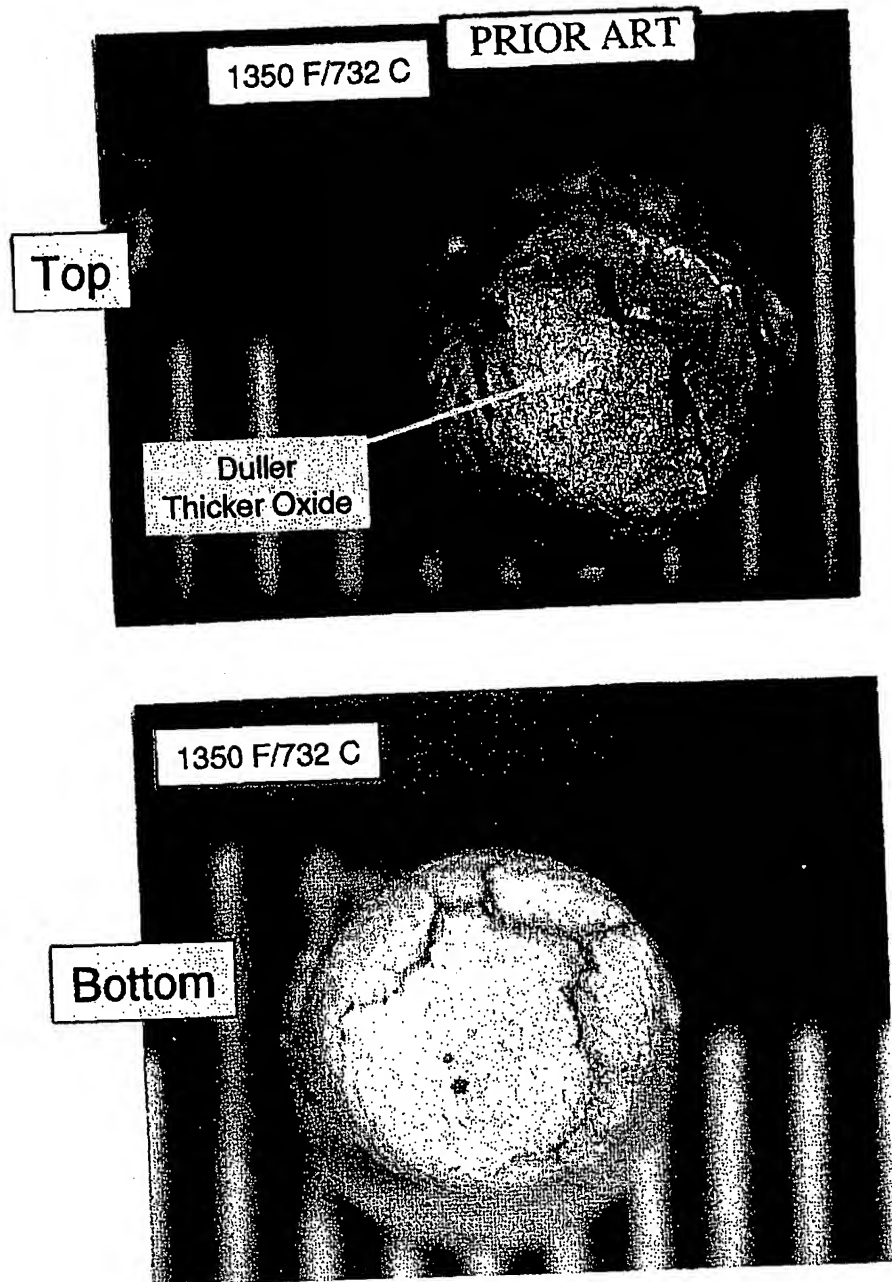 PRIOR ART
1350 F/732 C
Top
Duller
Thicker Oxide
1350 F/732 C
Bottom